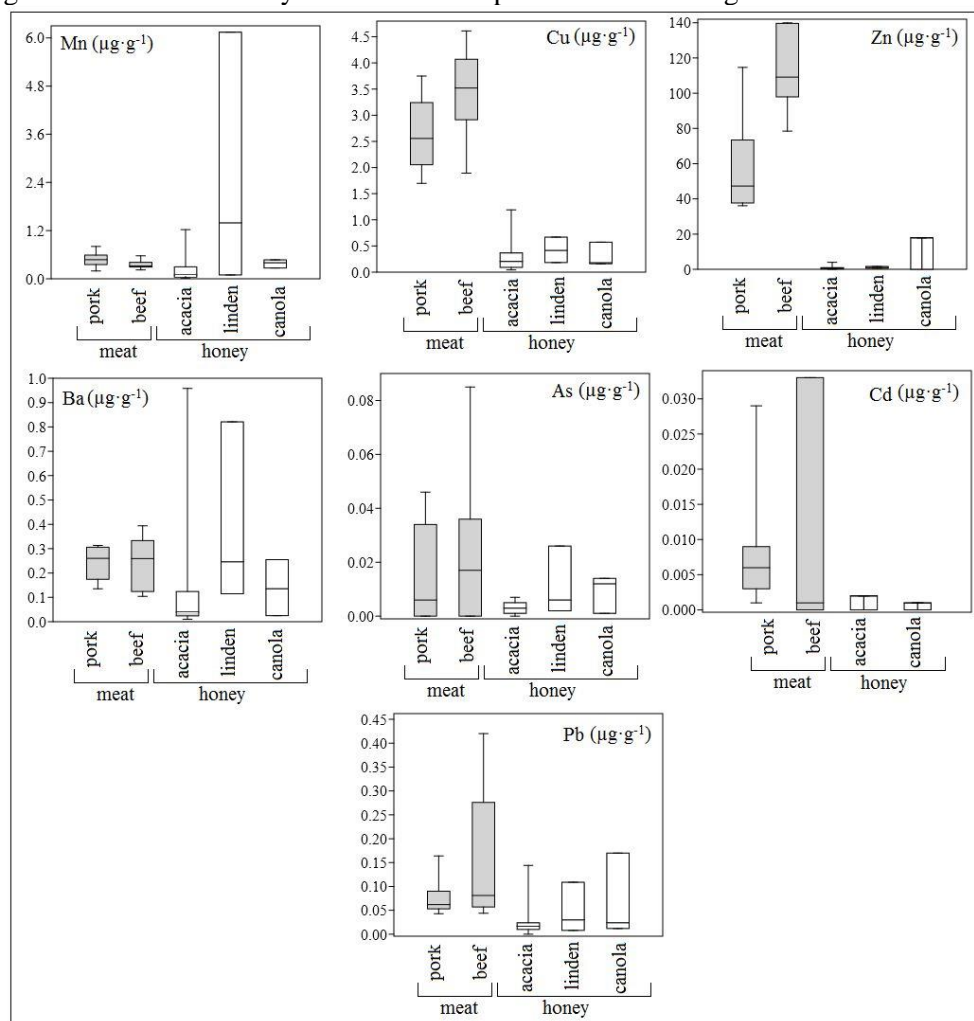 Mn (µg·g⁻¹)
6.0
4.8
3.6
2.4
1.2
0.0
pork
beef
acacia
linden
canola
meat
honey
Cu (µg·g⁻¹)
4.5
4.0
3.5
3.0
2.5
2.0
1.5
1.0
0.5
0.0
pork
beef
acacia
linden
canola
meat
honey
Zn (µg·g⁻¹)
140
120
100
80
60
40
20
0
pork
beef
acacia
linden
canola
meat
honey
Ba (µg·g⁻¹)
1.0
0.9
0.8
0.7
0.6
0.5
0.4
0.3
0.2
0.1
0.0
pork
beef
acacia
linden
canola
meat
honey
As (µg·g⁻¹)
0.08
0.06
0.04
0.02
0.00
pork
beef
acacia
linden
canola
meat
honey
Cd (µg·g⁻¹)
0.030
0.025
0.020
0.015
0.010
0.005
0.000
pork
beef
acacia
canola
meat
honey
Pb (µg·g⁻¹)
0.45
0.40
0.35
0.30
0.25
0.20
0.15
0.10
0.05
0.00
pork
beef
acacia
linden
canola
meat
honey